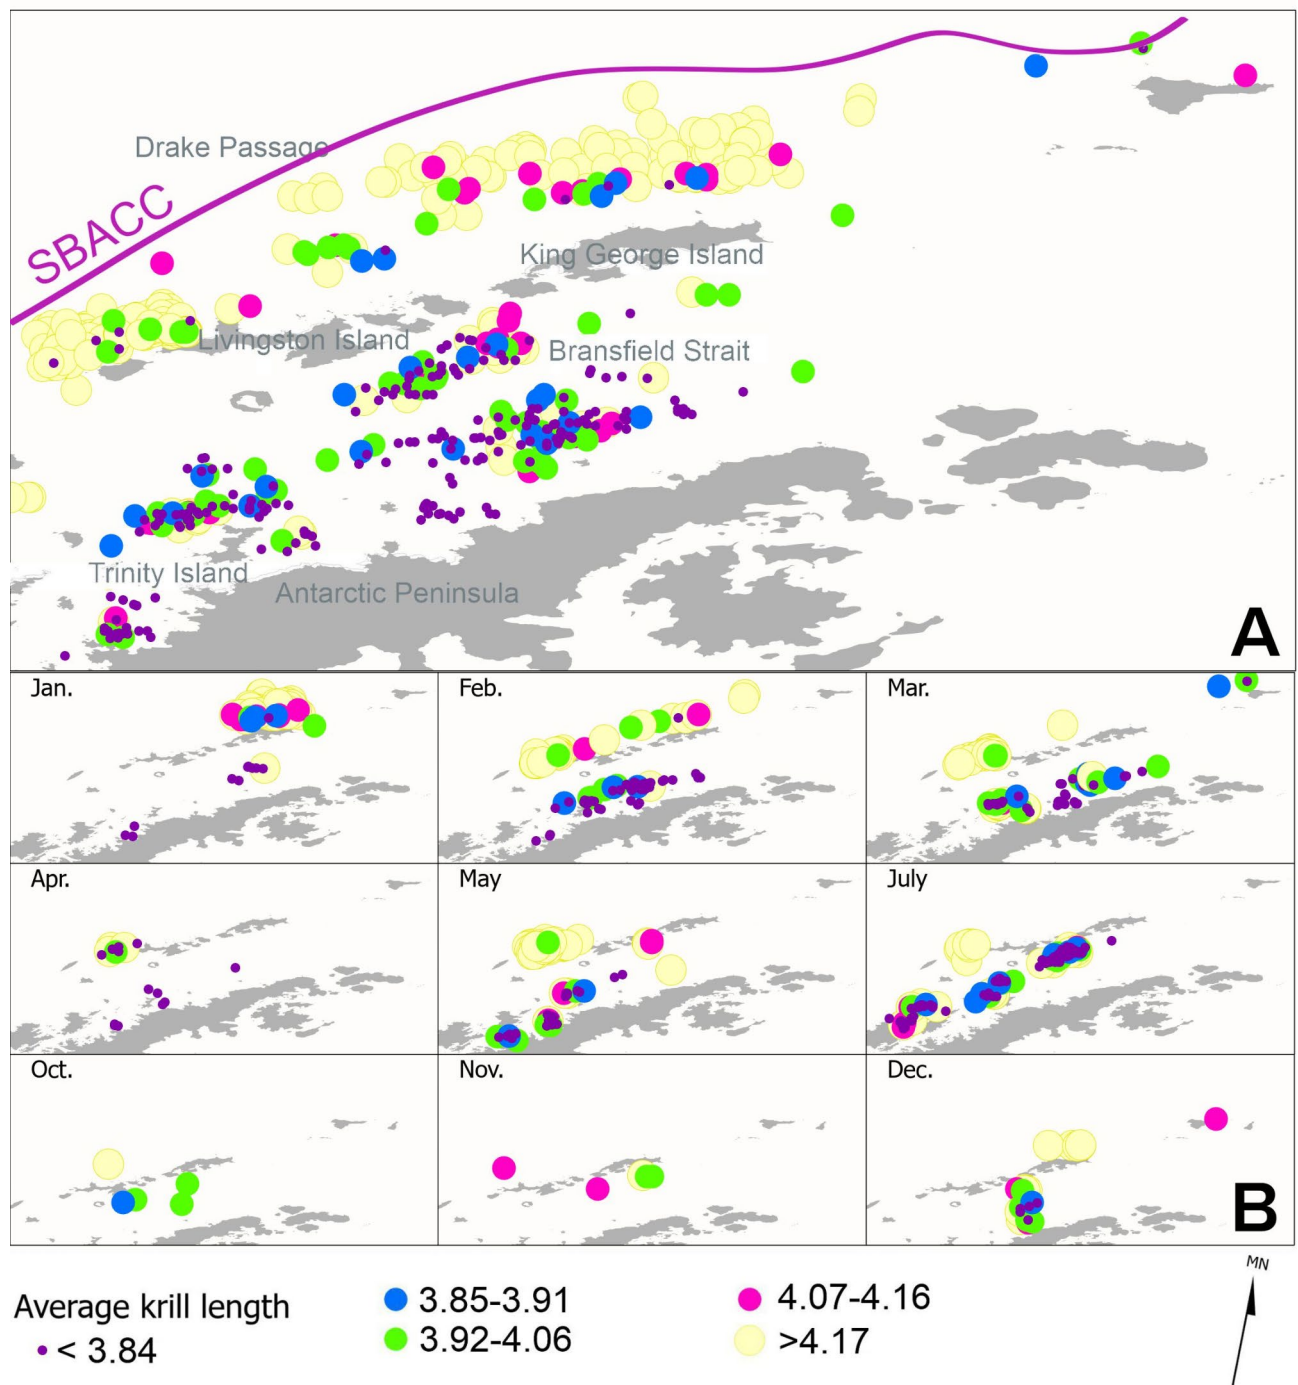 Drake Passage
SBACC
King George Island
Livingston Island
Bransfield Strait
Trinity Island
Antarctic Peninsula
A
Jan.
Feb.
Mar.
Apr.
May
July
Oct.
Nov.
Dec.
B
MN
Average krill length
< 3.84
3.85-3.91
3.92-4.06
4.07-4.16
>4.17